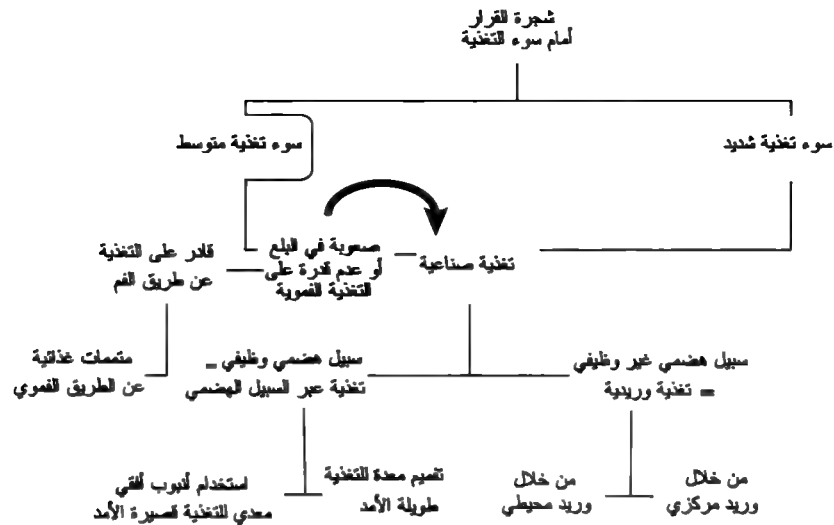 شجرة القرار
أمام سوء التغذية
سوء تغذية شديد
سوء تغذية متوسط
تغذية صناعية
صعوبة في البلع
أو عدم قدرة على
التغذية الفموية
قادر على التغذية
عن طريق الفم
سبيل هضمي غير وظيفي
= تغذية وريدية
سبيل هضمي وظيفي =
تغذية عبر السبيل الهضمي
متممات غذائية
عن الطريق الفموي
من خلال
وريد مركزي
من خلال
وريد محيطي
تفميم معدة للتغذية
طويلة الأمد
استخدام أنبوب أنفي
معدي للتغذية قصيرة الأمد